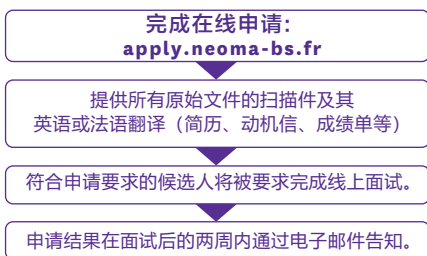 完成在线申请:
apply.neoma-bs.fr
提供所有原始文件的扫描件及其
英语或法语翻译（简历、动机信、成绩单等）
符合申请要求的候选人将被要求完成线上面试。
申请结果在面试后的两周内通过电子邮件告知。